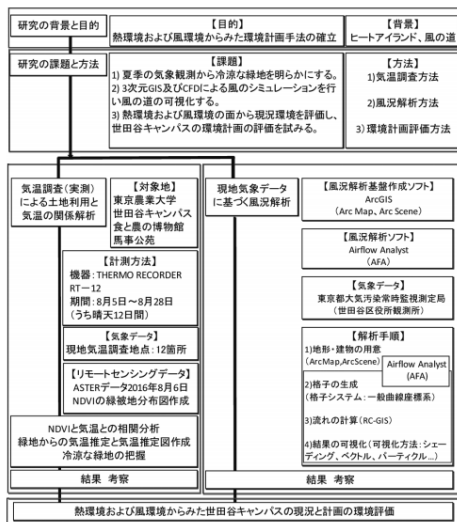 研究の背景と目的
【目的】
熱環境および風環境からみた環境計画手法の確立
【背景】
ヒートアイランド、風の道
研究の課題と方法
【課題】
1) 夏季の気象観測から冷涼な緑地を明らかにする。
2) 3次元GIS及びCFDによる風のシミュレーションを行い風の道の可視化する。
3) 熱環境および風環境の面から現況環境を評価し、世田谷キャンパスの環境計画の評価を試みる。
【方法】
1)気温調査方法
2)風況解析方法
3)環境計画評価方法
気温調査(実測)
による土地利用と
気温の関係解析
【対象地】
東京農業大学
世田谷キャンパス
食と農の博物館
馬事公苑
【計測方法】
機器:THERMO RECORDER
RT-12
期間:8月5日~8月28日
(うち晴天12日間)
【気象データ】
現地気温調査地点:12箇所
【リモートセンシングデータ】
ASTERデータ2016年8月6日
NDVIの緑被地分布図作成
NDVIと気温との相関分析
緑地からの気温推定と気温推定図作成
冷涼な緑地の把握
結果 考察
現地気象データ
に基づく風況解析
【風況解析基盤作成ソフト】
ArcGIS
(Arc Map、Arc Scene)
【風況解析ソフト】
Airflow Analyst
(AFA)
【気象データ】
東京都大気汚染常時監視測定局
(世田谷区役所観測所)
【解析手順】
1)地形・建物の用意
(ArcMap,ArcScene)
Airflow Analyst
(AFA)
2)格子の生成
(格子システム:一般曲線座標系)
3)流れの計算(RC-GIS)
4)結果の可視化(可視化方法:シェーディング、ベクトル、パーティクル…)
結果 考察
熱環境および風環境からみた世田谷キャンパスの現況と計画の環境評価